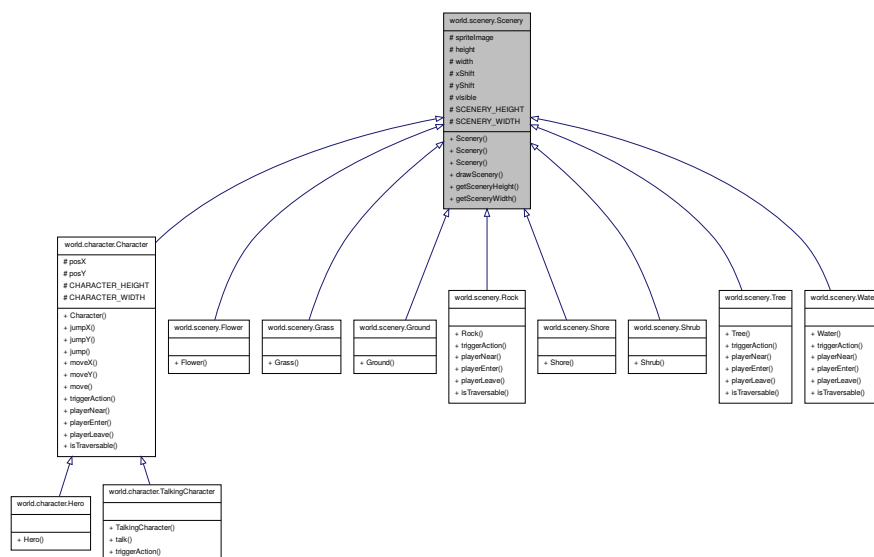 world.scenery.Scenery
# spriteImage
# height
# width
# xShift
# yShift
# visible
# SCENERY_HEIGHT
# SCENERY_WIDTH
+ Scenery()
+ Scenery()
+ Scenery()
+ drawScenery()
+ getSceneryHeight()
+ getSceneryWidth()
world.character.Character
# posX
# posY
# CHARACTER_HEIGHT
# CHARACTER_WIDTH
+ Character()
+ jumpX()
+ jumpY()
+ jump()
+ moveX()
+ moveY()
+ move()
+ triggerAction()
+ playerNear()
+ playerEnter()
+ playerLeave()
+ isTraversable()
world.scenery.Flower
+ Flower()
world.scenery.Grass
+ Grass()
world.scenery.Ground
+ Ground()
world.scenery.Rock
+ Rock()
+ triggerAction()
+ playerNear()
+ playerEnter()
+ playerLeave()
+ isTraversable()
world.scenery.Shore
+ Shore()
world.scenery.Shrub
+ Shrub()
world.scenery.Tree
+ Tree()
+ triggerAction()
+ playerNear()
+ playerEnter()
+ playerLeave()
+ isTraversable()
world.scenery.Water
+ Water()
+ triggerAction()
+ playerNear()
+ playerEnter()
+ playerLeave()
+ isTraversable()
world.character.Hero
+ Hero()
world.character.TalkingCharacter
+ TalkingCharacter()
+ talk()
+ triggerAction()